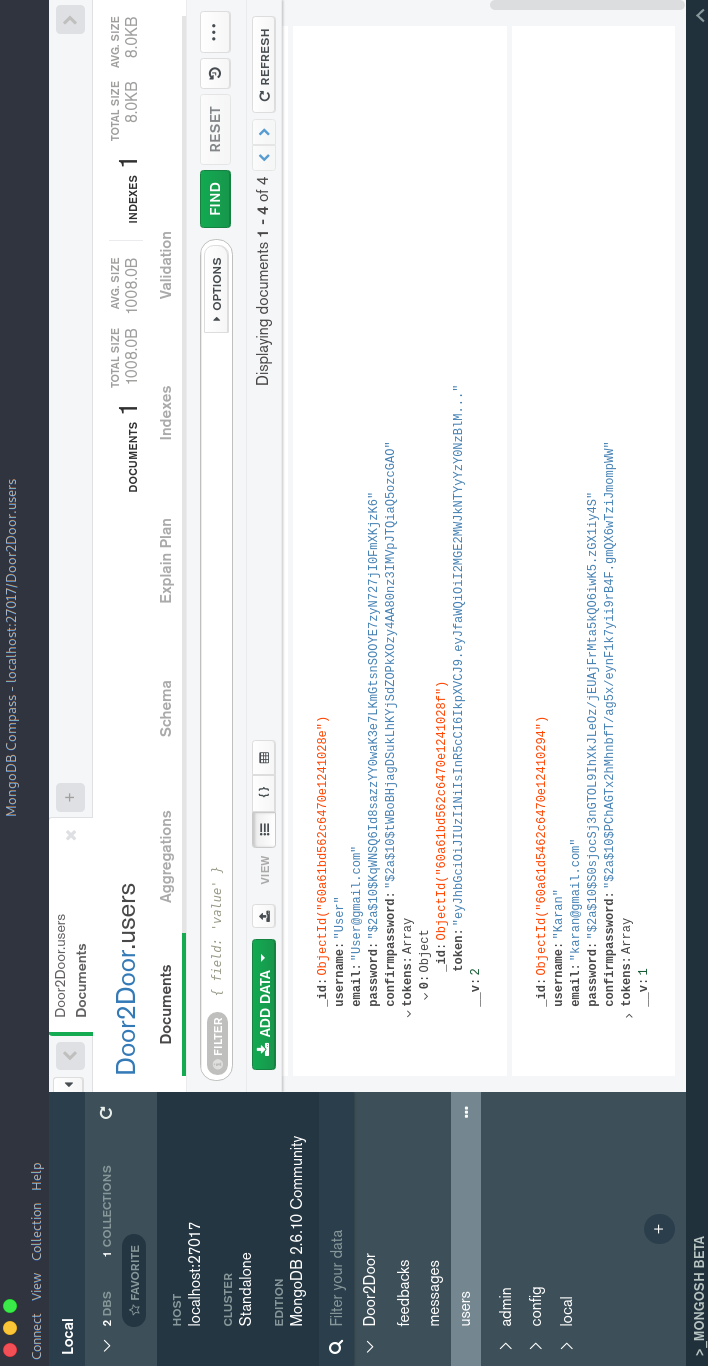 MongoDB Compass - localhost:27017/Door2Door.users
Connect View Collection Help
Local
2 DBS 1 COLLECTIONS
FAVORITE
HOST
localhost:27017
CLUSTER
Standalone
EDITION
MongoDB 2.6.10 Community
Filter your data
Door2Door
feedbacks
messages
users
admin
config
local
>_MONGOSH BETA
Door2Door.users
Documents
Door2Door.users
DOCUMENTS 1
TOTAL SIZE
1008.0B
AVG. SIZE
1008.0B
INDEXES 1
TOTAL SIZE
8.0KB
AVG. SIZE
8.0KB
Documents Aggregations Schema Explain Plan Indexes Validation
FILTER { field: 'value' } OPTIONS FIND RESET
ADD DATA VIEW {} Displaying documents 1 - 4 of 4 REFRESH
_id: ObjectId("60a61bd562c6470e1241028e")
username: "User"
email: "User@gmail.com"
password: "$2a$10$KqWNSQ6Id8sazzYY0waK3e7LKmGtsnSOOYE7zyN727jI0FmXKjzK6"
confirmpassword: "$2a$10$tWBoBHjagDSukLhKYjSdZOPkXOzy4AA80nz3IMVpJTQiaQ5ozcGAO"
tokens: Array
0: Object
_id: ObjectId("60a61bd562c6470e1241028f")
token: "eyJhbGciOiJIUzI1NiIsInR5cCI6IkpXVCJ9.eyJfaWQiOiI2MGE2MWJkNTYyYzY0NzBlM..."
__v: 2
_id: ObjectId("60a61d5462c6470e12410294")
username: "Karan"
email: "karan@gmail.com"
password: "$2a$10$S0sjocSj3nGTOL9IhXkJLeOz/jEUAjFrMta5kQO6iwK5.zGX1iy4S"
confirmpassword: "$2a$10$PChAGTx2hMhnbfT/ag5x/eynF1k7yii9rB4F.gmQX6wTziJmompWW"
tokens: Array
__v: 1